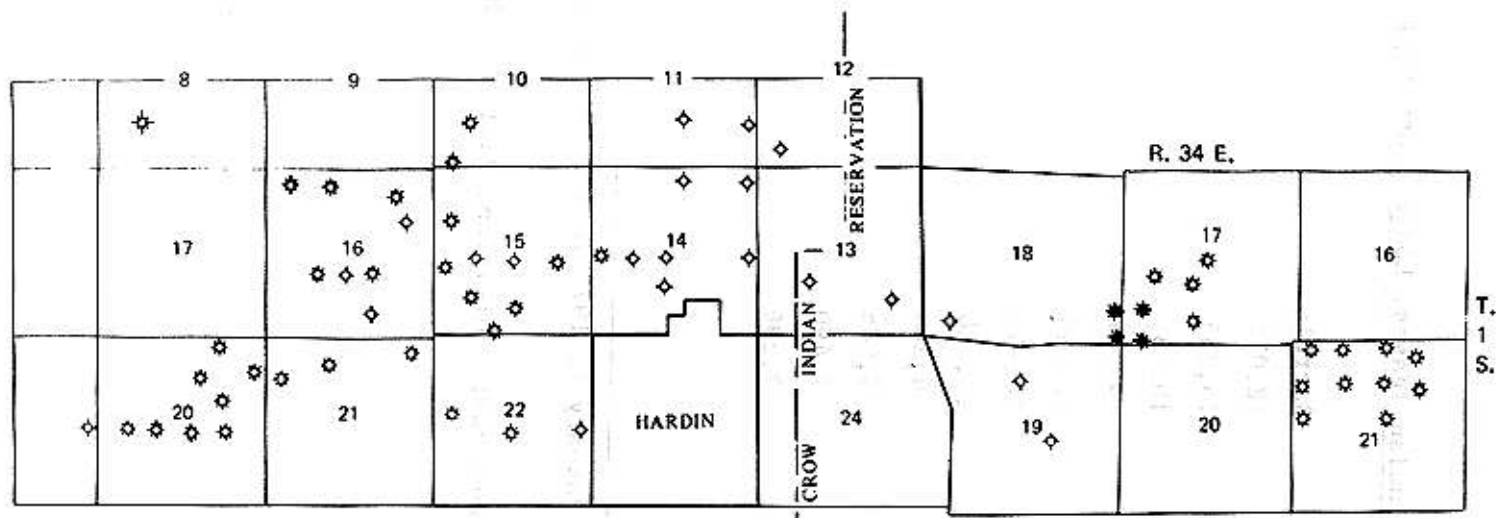 8 9 10 11 12
R. 34 E.
RESERVATION
17 16 15 14 13 18 17 16
T.
1
S.
INDIAN
20 21 22 HARDIN 24 19 20 21
CROW